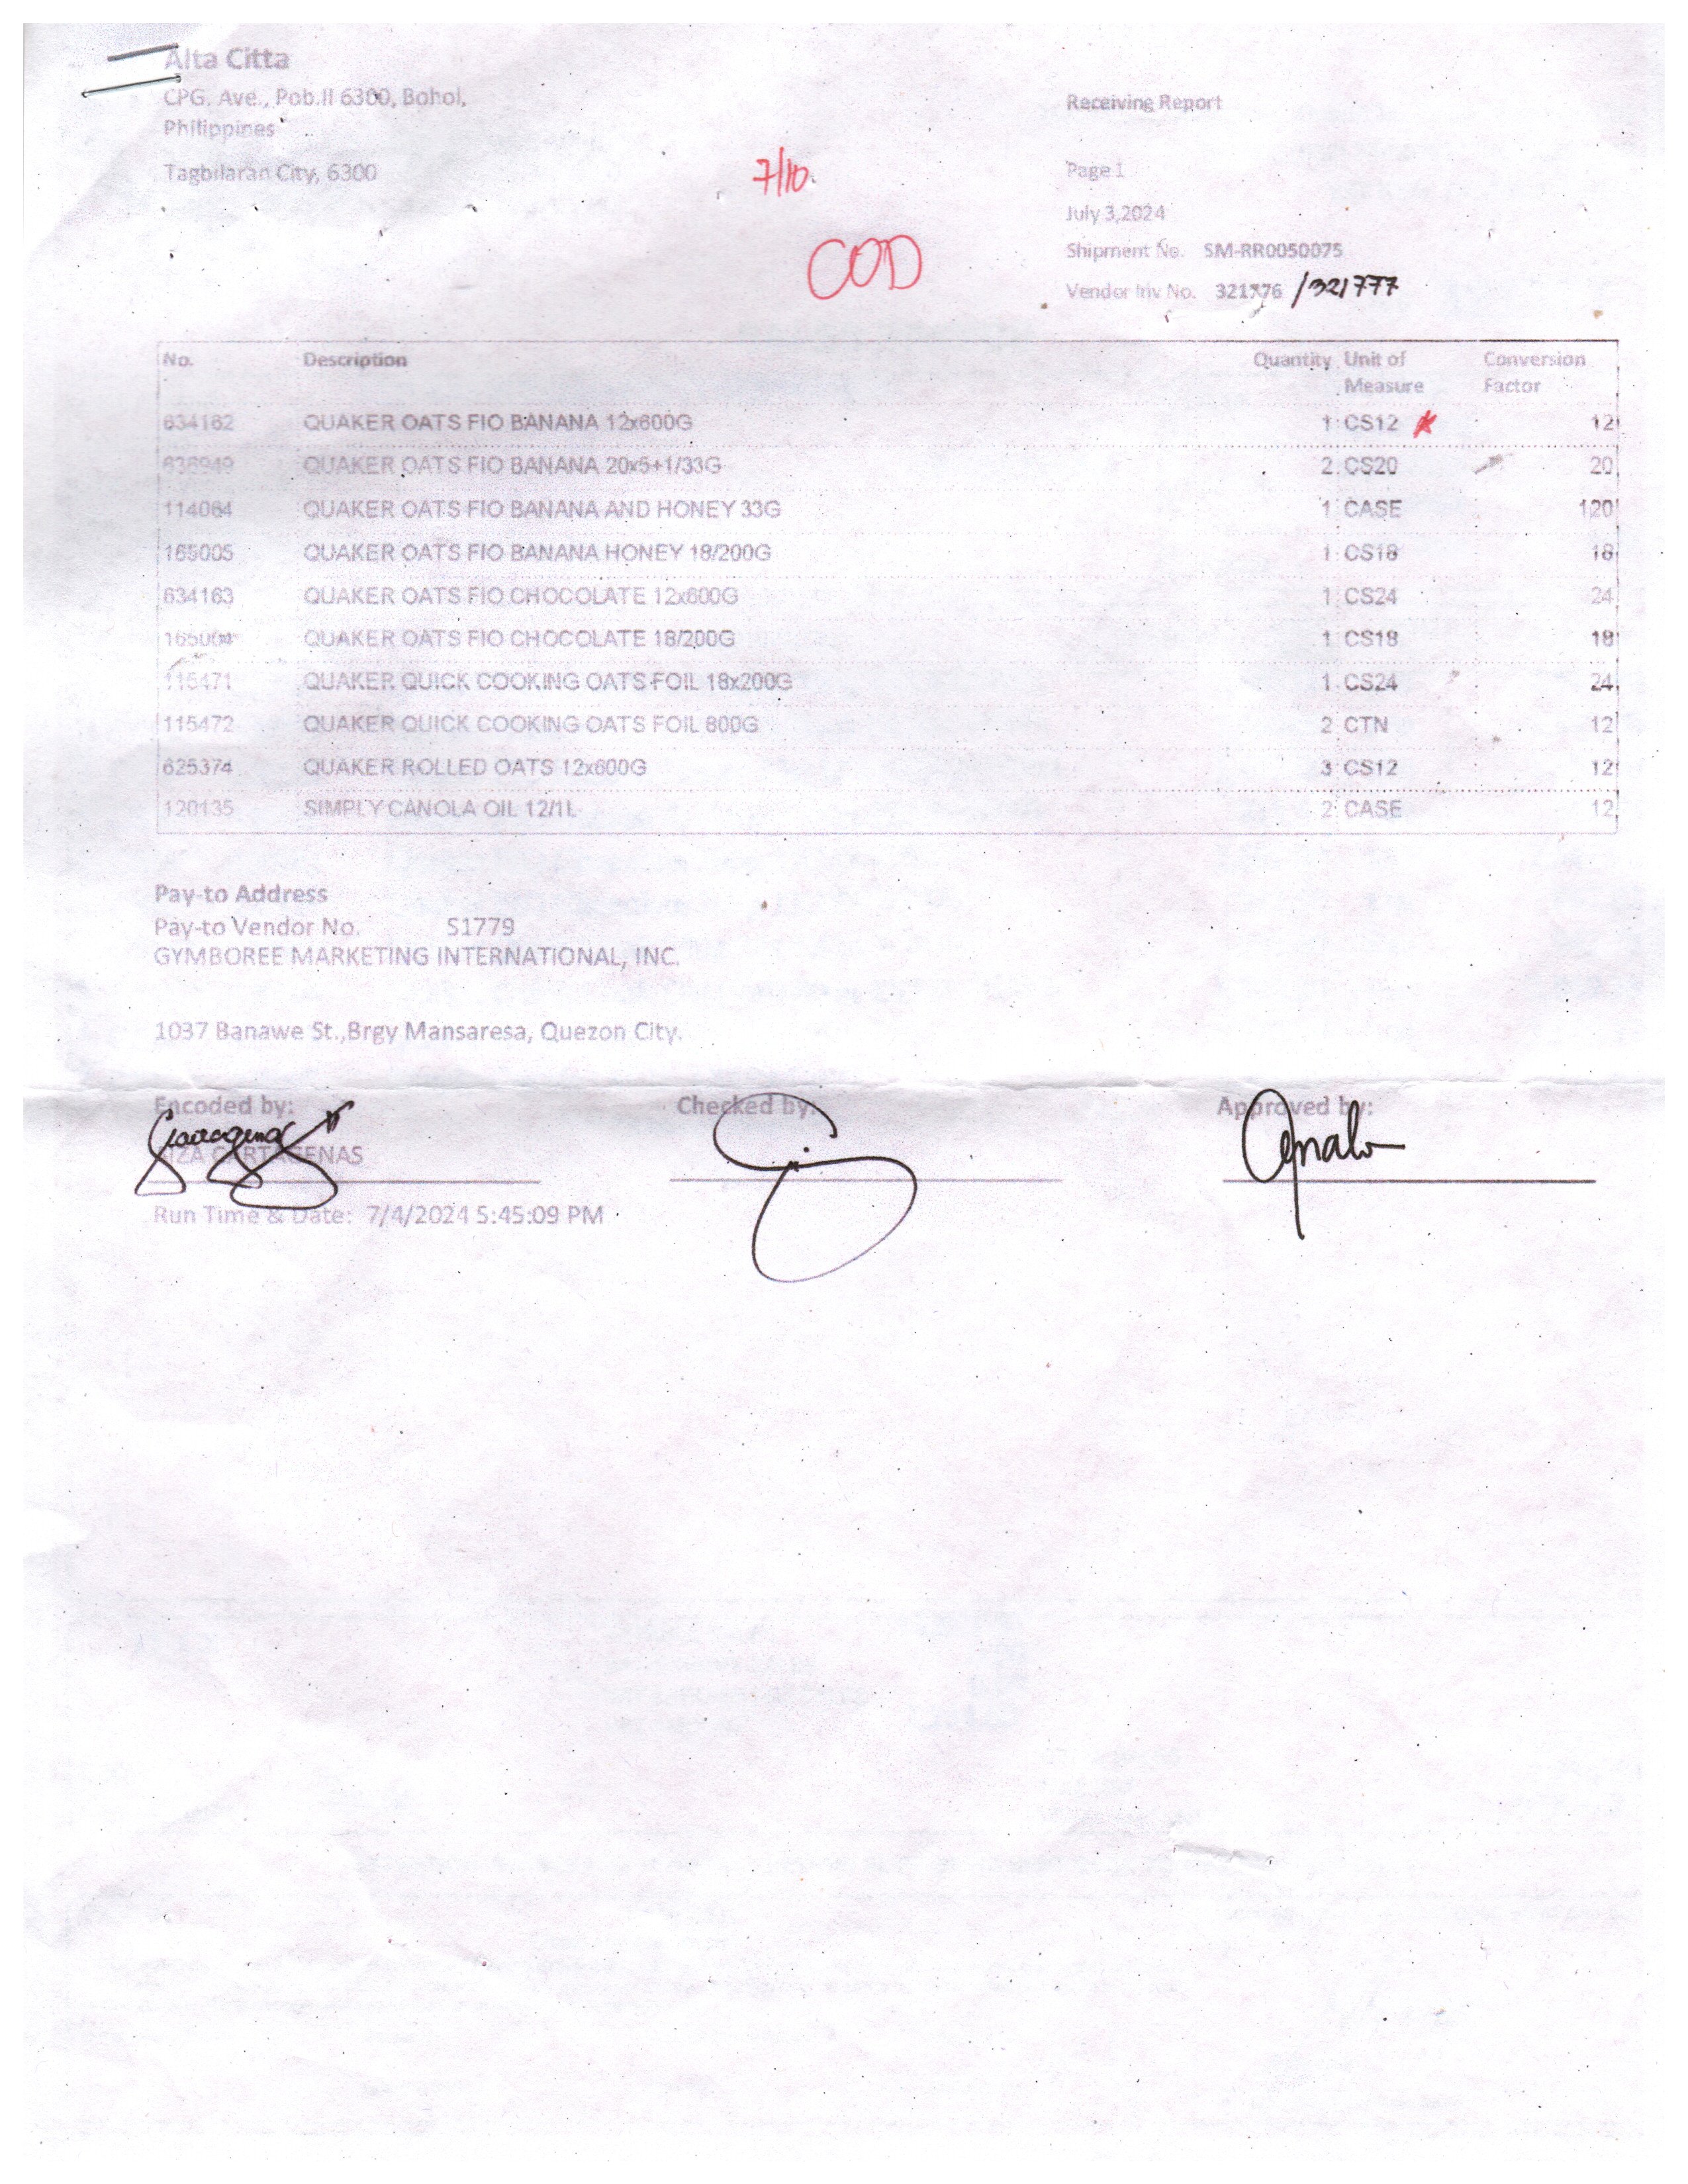 Alta Citta
CPG. Ave., Pob.II 6300, Bohol,
Philippines
Tagbilaran City, 6300
Receiving Report
7/10.
Page 1
July 3,2024
COD
Shipment No. SM-RR0050075
Vendor Inv No. 321776 /321777
No. Description Quantity Unit of Measure Conversion Factor
634162 QUAKER OATS FIO BANANA 12x600G 1 CS12 12
636949 QUAKER OATS FIO BANANA 20x5+1/33G 2 CS20 20
114064 QUAKER OATS FIO BANANA AND HONEY 33G 1 CASE 120
165005 QUAKER OATS FIO BANANA HONEY 18/200G 1 CS18 18
634163 QUAKER OATS FIO CHOCOLATE 12x600G 1 CS24 24
QUAKER OATS FIO CHOCOLATE 18/200G 1 CS18 18
115471 QUAKER QUICK COOKING OATS FOIL 18x200G 1 CS24 24
115472 QUAKER QUICK COOKING OATS FOIL 800G 2 CTN 12
625374 QUAKER ROLLED OATS 12x600G 3 CS12 12
120135 SIMPLY CANOLA OIL 12/1L 2 CASE 12
Pay-to Address
Pay-to Vendor No. S1779
GYMBOREE MARKETING INTERNATIONAL, INC.
1037 Banawe St.,Brgy Mansaresa, Quezon City.
Encoded by: Checked by: Approved by:
CARTAGENAS
Run Time & Date: 7/4/2024 5:45:09 PM